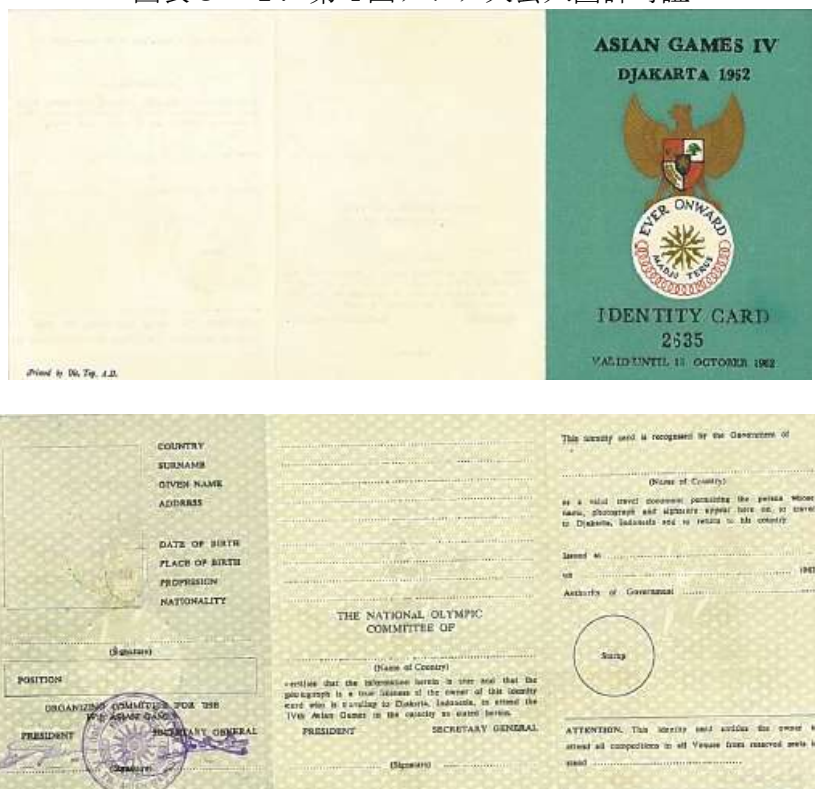 ASIAN GAMES IV
DJAKARTA 1962
EVER ONWARD
MADJU TERUS
IDENTITY CARD
2635
VALID UNTIL OCTOBER 1962
Printed by Dit. Top. A.D.
COUNTRY
SURNAME
GIVEN NAME
ADDRESS
DATE OF BIRTH
PLACE OF BIRTH
PROFESSION
NATIONALITY
(Signature)
POSITION
ORGANIZING COMMITTEE FOR THE
IVth ASIAN GAMES
PRESIDENT SECRETARY GENERAL
(Signature)
THE NATIONAL OLYMPIC
COMMITTEE OF
(Name of Country)
certifies that the information herein is true and that the
photograph is a true likeness of the owner of this identity
card who is traveling to Djakarta, Indonesia, to attend the
IVth Asian Games in the capacity as stated herein.
PRESIDENT SECRETARY GENERAL
(Signature)
This identity card is recognised by the Government of
(Name of Country)
as a valid travel document permitting the person whose
name, photograph and signature appear here on, to travel
to Djakarta, Indonesia and to return to his country
Issued at
on 1962
Authority of Government
Stamp
ATTENTION. This identity card entitles the owner to
attend all competitions in all Venues from reserved seats in
stand